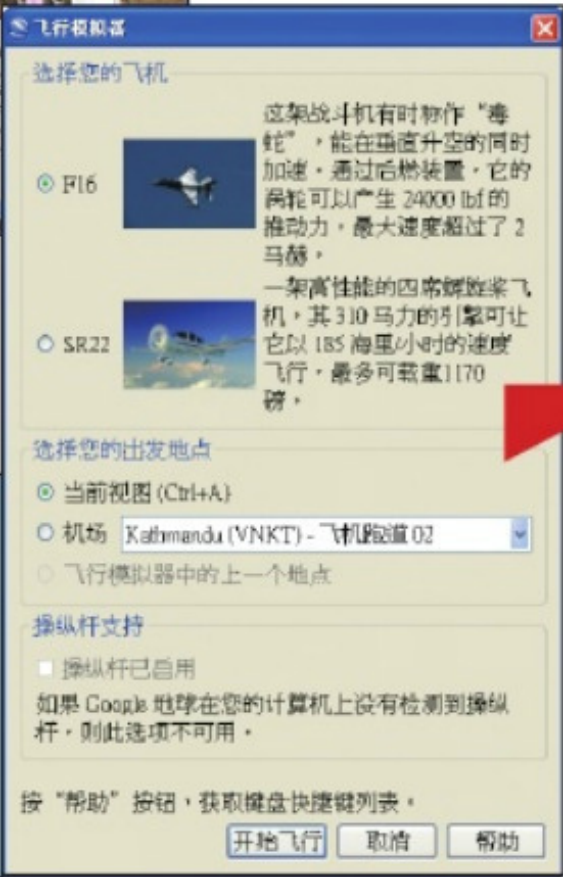 飞行模拟器
选择您的飞机
F16
这架战斗机有时称作“毒
蛇”，能在垂直升空的同时
加速。通过后燃装置，它的
涡轮可以产生 24000 lbf 的
推动力，最大速度超过了 2
马赫。
SR22
一架高性能的四席螺旋桨飞
机，其 310 马力的引擎可让
它以 185 海里/小时的速度
飞行，最多可载重1170
磅。
选择您的出发地点
当前视图 (Ctrl+A)
机场 Kathmandu (VNKT) - 飞机跑道 02
飞行模拟器中的上一个地点
操纵杆支持
操纵杆已启用
如果 Google 地球在您的计算机上没有检测到操纵
杆，则此选项不可用。
按“帮助”按钮，获取键盘快捷键列表。
开始飞行 取消 帮助